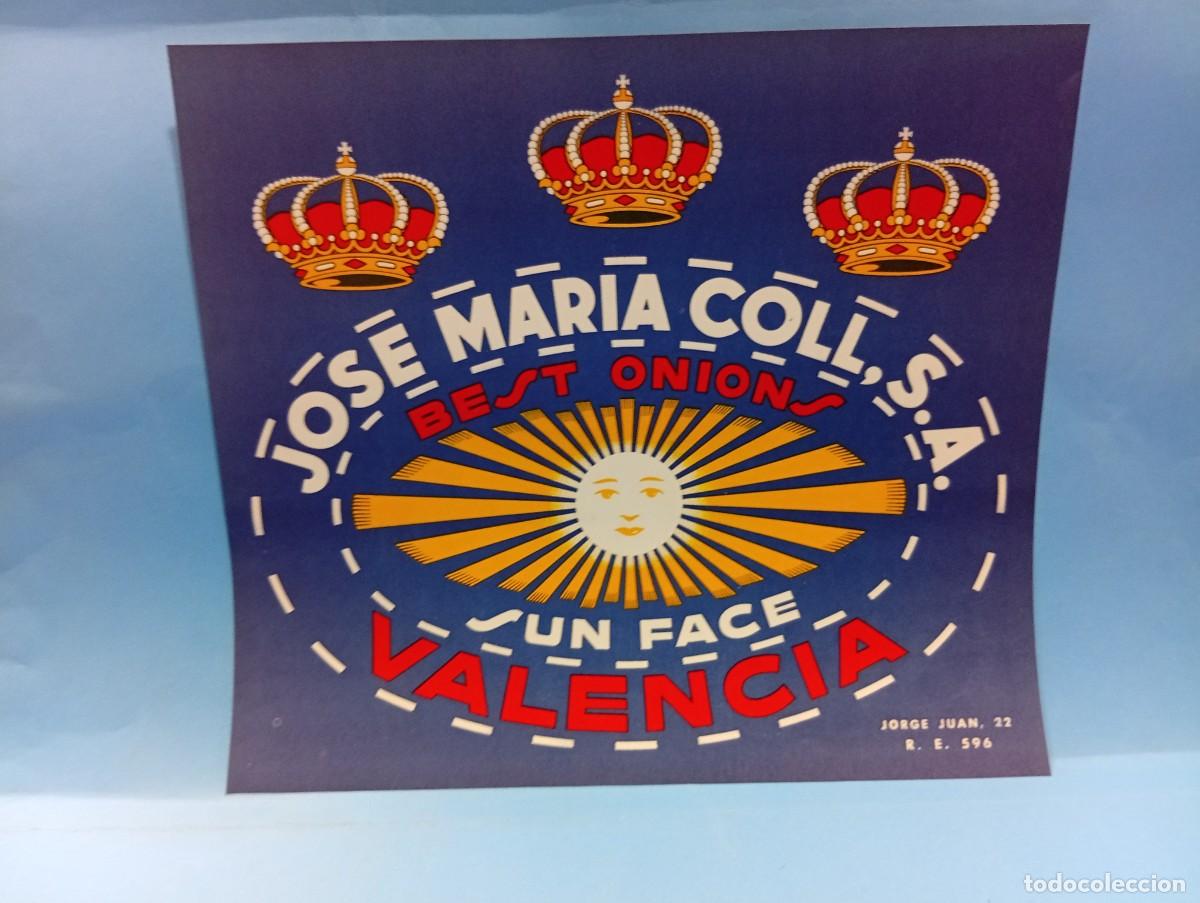 JOSE MARIA COLL, S.A.
BEST ONIONS
SUN FACE
VALENCIA
JORGE JUAN, 22
R. E. 596
todocoleccion